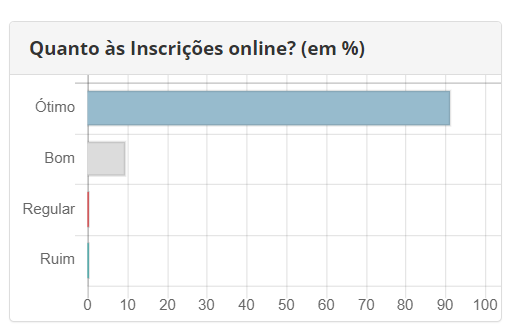 Quanto às Inscrições online? (em %)
Ótimo
Bom
Regular
Ruim
0 10 20 30 40 50 60 70 80 90 100